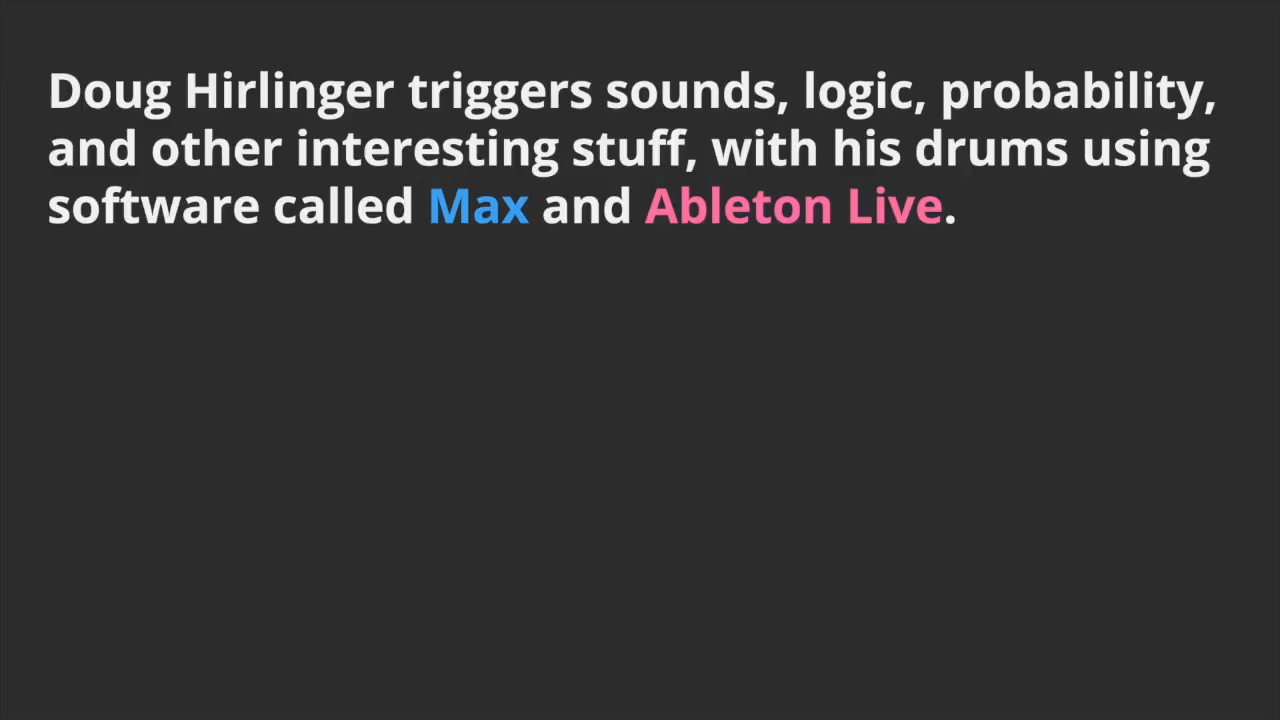 Doug Hirlinger triggers sounds, logic, probability,
and other interesting stuff, with his drums using
software called Max and Ableton Live.